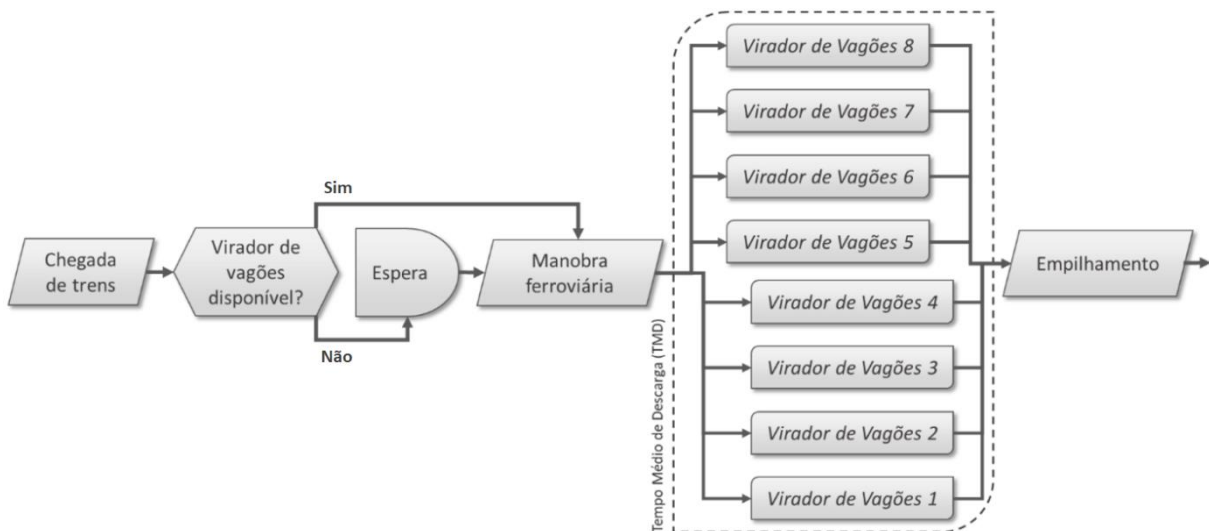 Chegada
de trens
Virador de
vagões
disponível?
Sim
Não
Espera
Manobra
ferroviária
Tempo Médio de Descarga (TMD)
Virador de Vagões 8
Virador de Vagões 7
Virador de Vagões 6
Virador de Vagões 5
Virador de Vagões 4
Virador de Vagões 3
Virador de Vagões 2
Virador de Vagões 1
Empilhamento